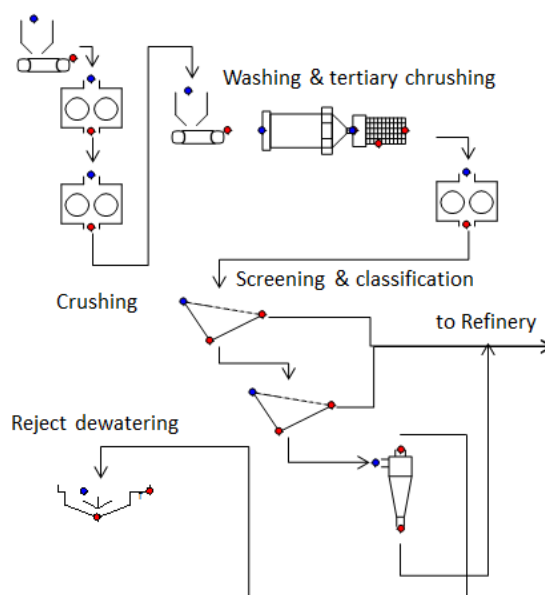 Washing & tertiary chrushing
Screening & classification
Crushing
to Refinery
Reject dewatering